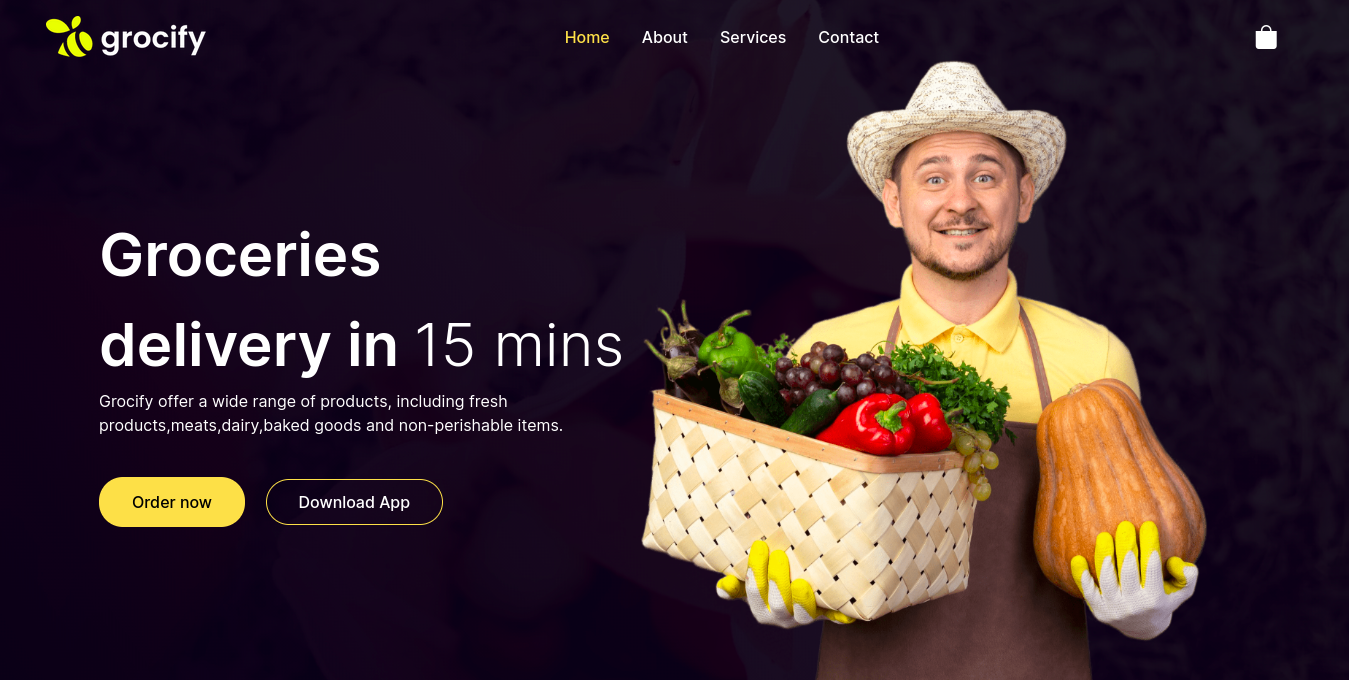 grocify
Home About Services Contact
Groceries
delivery in 15 mins
Grocify offer a wide range of products, including fresh
products,meats,dairy,baked goods and non-perishable items.
Order now Download App